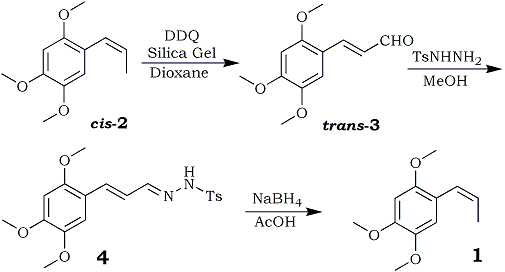 O
O
O
O
DDQ
Silica Gel
Dioxane
cis-2
O
CHO
O
O
trans-3
TsNHNH2
MeOH
O
H
N
N
Ts
O
O
4
NaBH4
AcOH
O
O
O
1